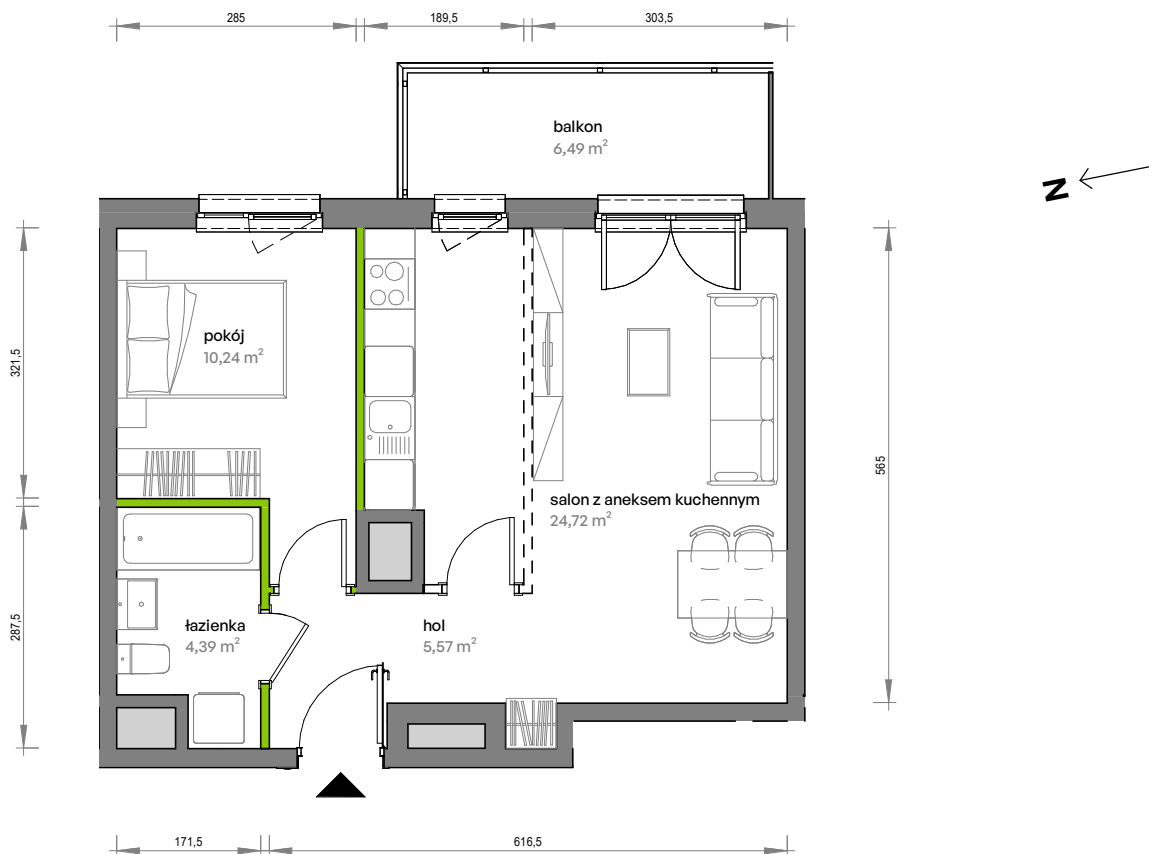 285
189,5
303,5
balkon
6,49 m²
N
pokój
10,24 m²
321,5
565
salon z aneksem kuchennym
24,72 m²
łazienka
4,39 m²
hol
5,57 m²
287,5
171,5
616,5